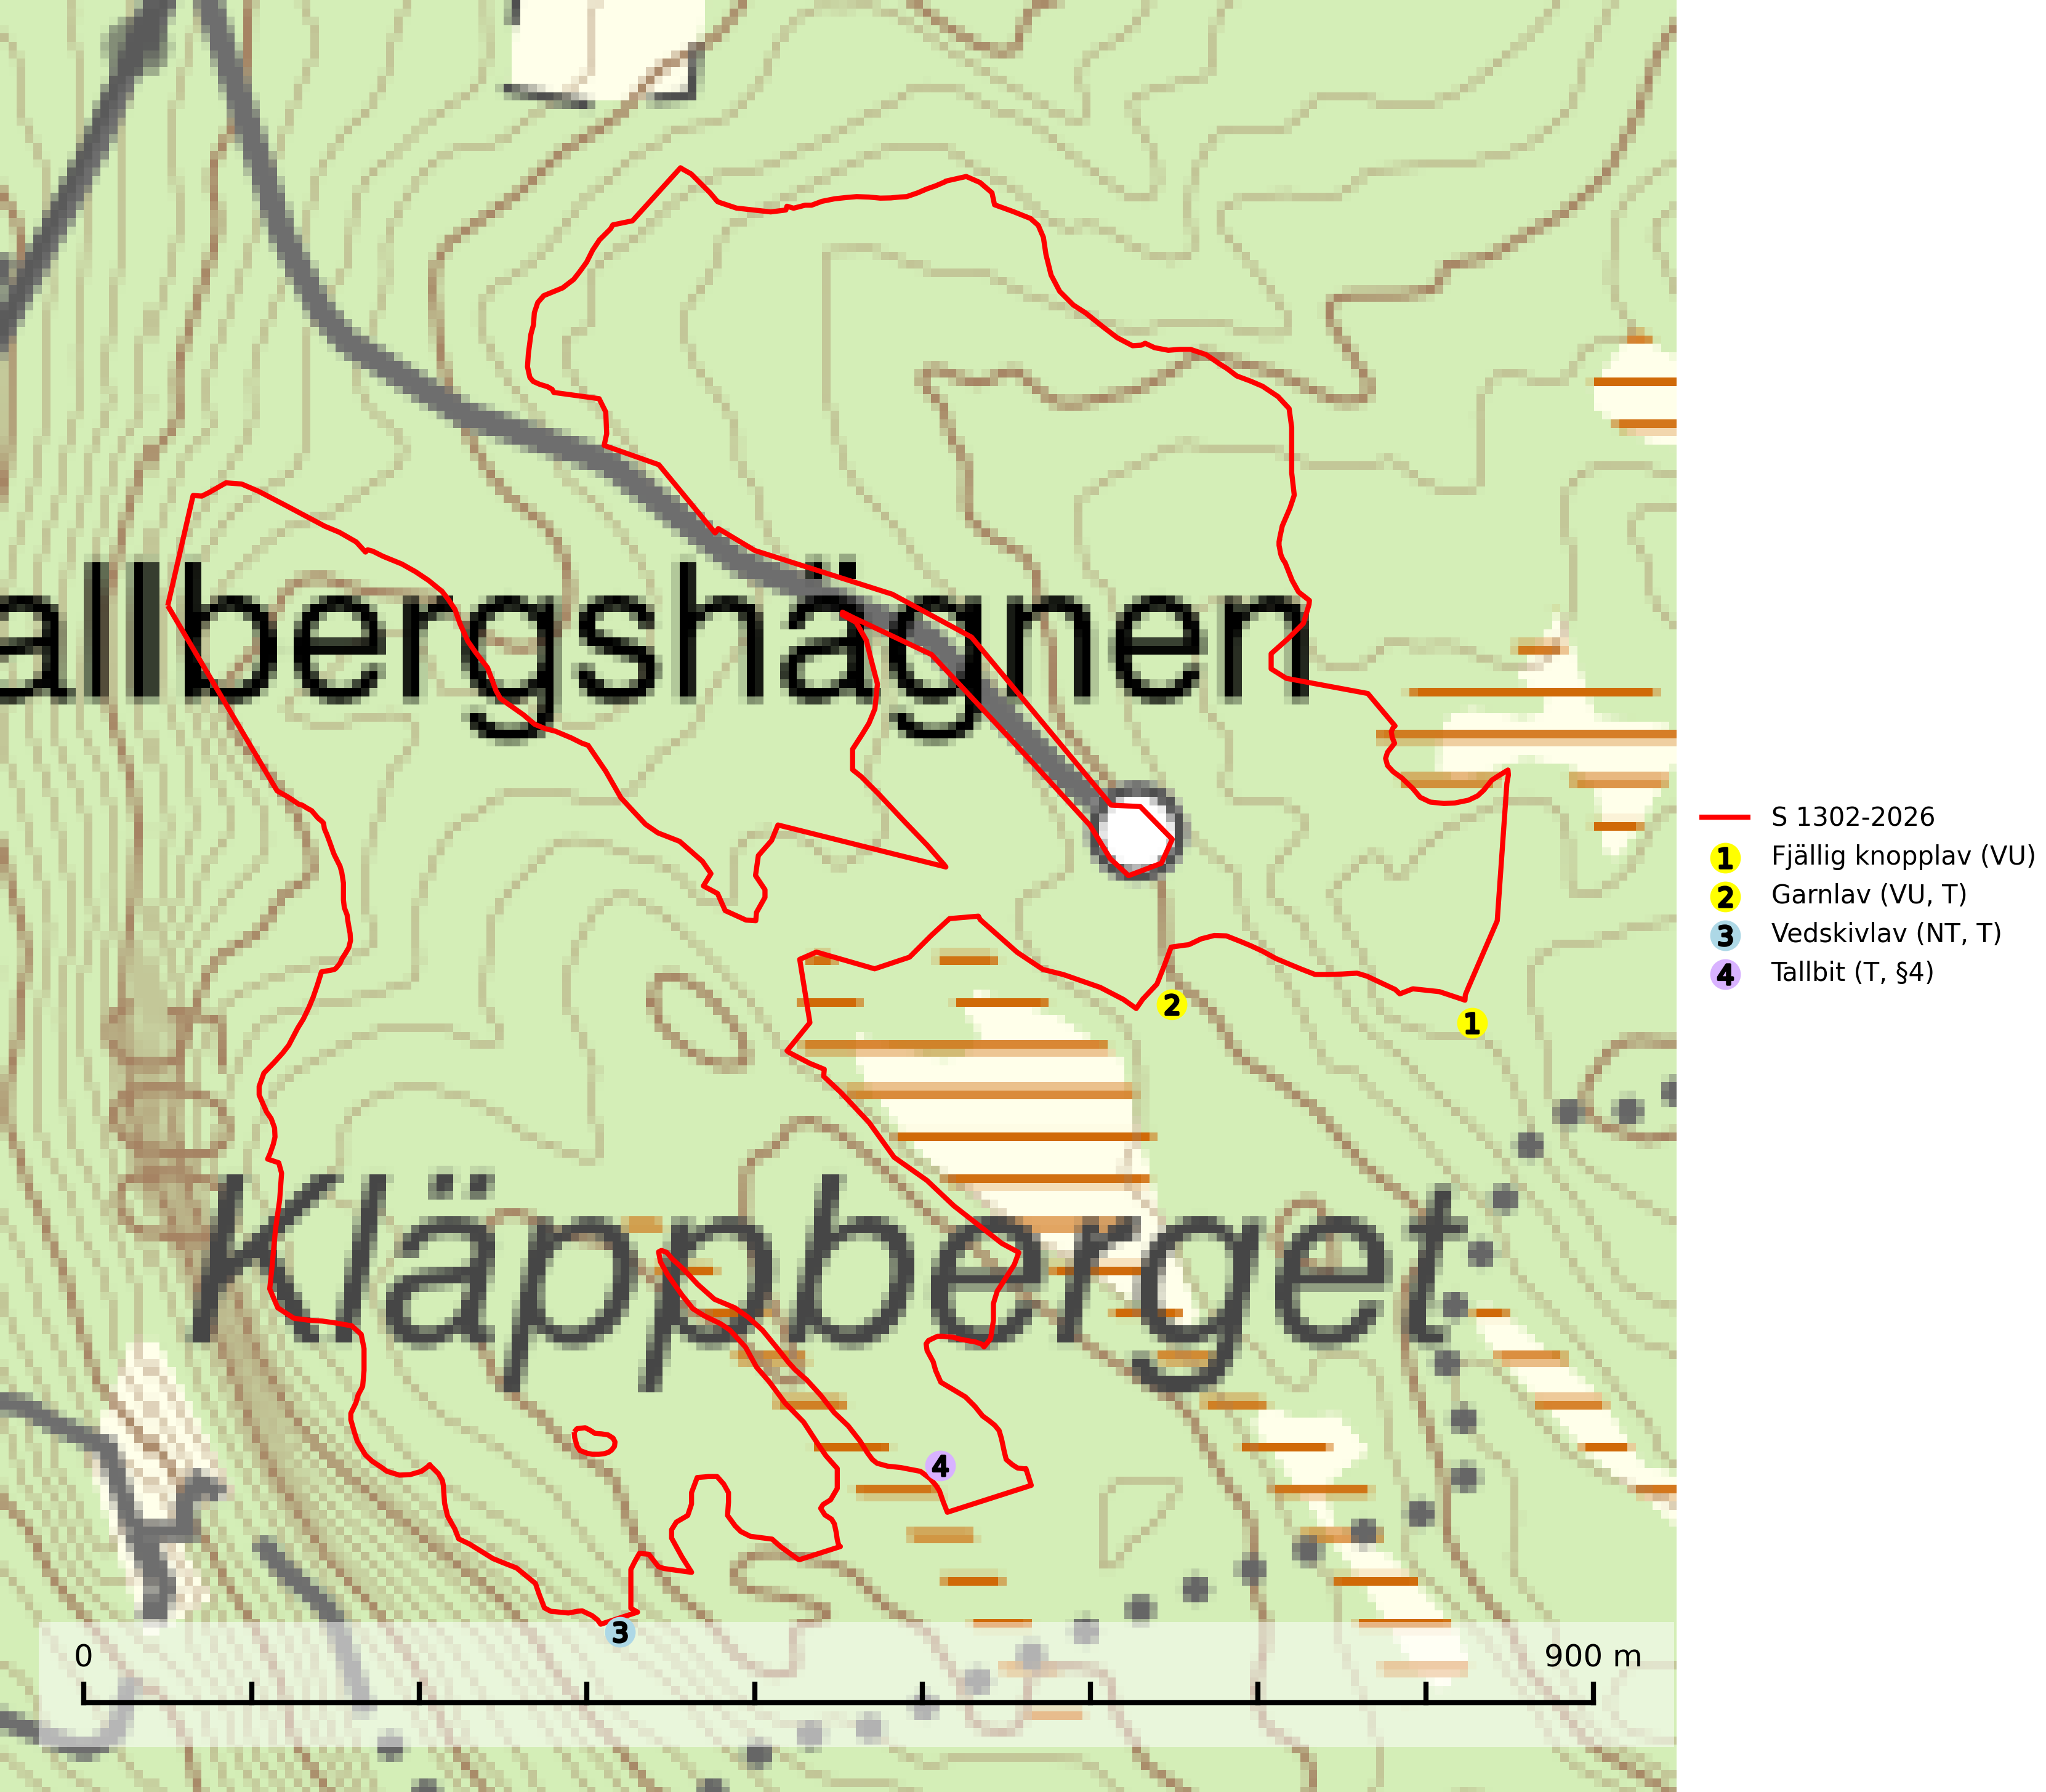 allbergshägnen
Kläppberget
1
2
3
4
0
900 m
S 1302-2026
1 Fjällig knopplav (VU)
2 Garnlav (VU, T)
3 Vedskivlav (NT, T)
4 Tallbit (T, §4)